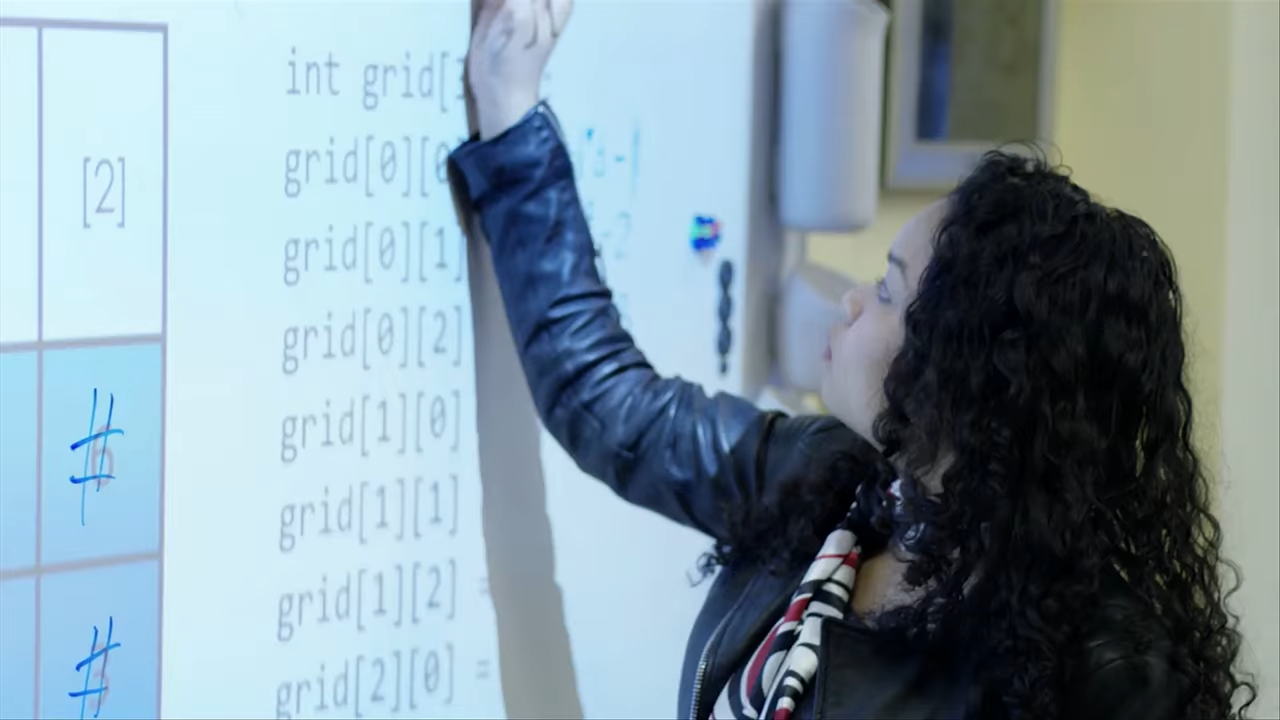 [2]
#
#
int grid[
grid[0][0
grid[0][1]
grid[0][2]
grid[1][0]
grid[1][1]
grid[1][2] =
grid[2][0] =